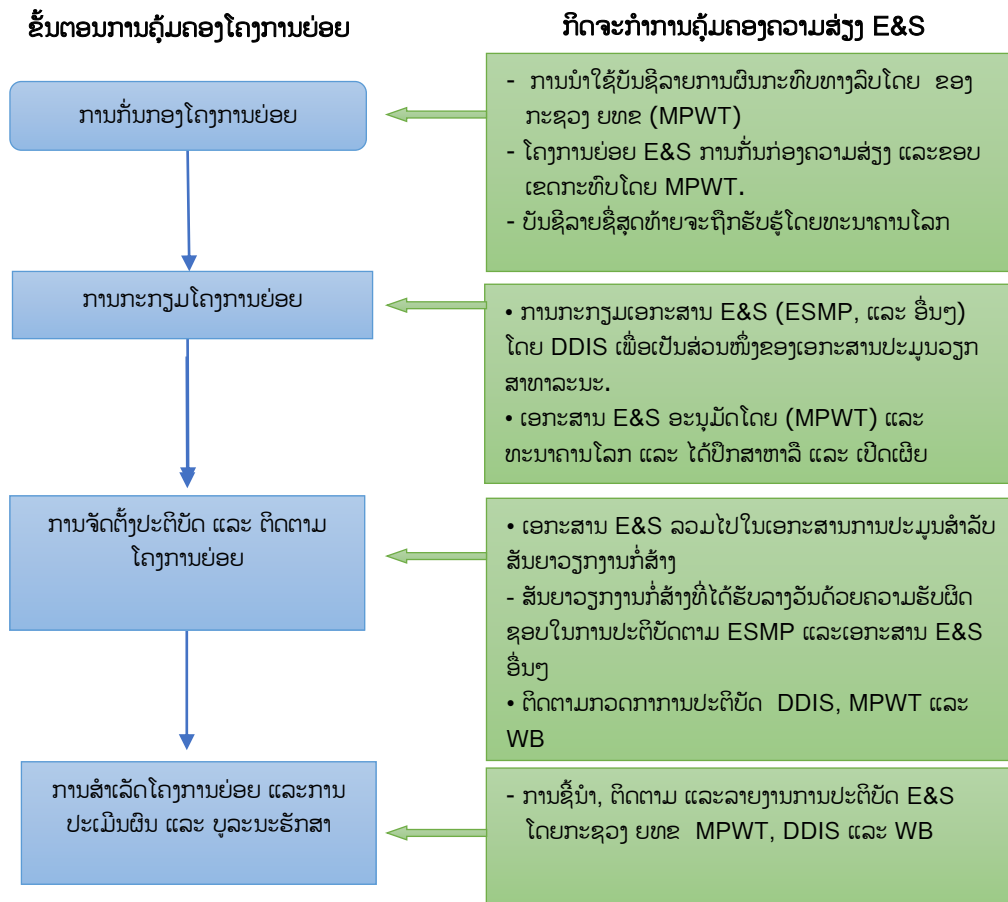 ຂັ້ນຕອນການຄຸ້ມຄອງໂຄງການຍ່ອຍ
ກິດຈະກຳການຄຸ້ມຄອງຄວາມສ່ຽງ E&S
ການກັ່ນກອງໂຄງການຍ່ອຍ
- ການນຳໃຊ້ບັນຊີລາຍການຜົນກະທົບທາງລົບໂດຍ ຂອງ
ກະຊວງ ຍທຂ (MPWT)
- ໂຄງການຍ່ອຍ E&S ການກັ່ນກ່ອງຄວາມສ່ຽງ ແລະຂອບ
ເຂດກະທົບໂດຍ MPWT.
- ບັນຊີລາຍຊື່ສຸດທ້າຍຈະຖືກຮັບຮູ້ໂດຍທະນາຄານໂລກ
ການກະກຽມໂຄງການຍ່ອຍ
• ການກະກຽມເອກະສານ E&S (ESMP, ແລະ ອື່ນໆ)
ໂດຍ DDIS ເພື່ອເປັນສ່ວນໜຶ່ງຂອງເອກະສານປະມູນວຽກ
ສາທາລະນະ.
• ເອກະສານ E&S ອະນຸມັດໂດຍ (MPWT) ແລະ
ທະນາຄານໂລກ ແລະ ໄດ້ປຶກສາຫາລື ແລະ ເປີດເຜີຍ
ການຈັດຕັ້ງປະຕິບັດ ແລະ ຕິດຕາມ
ໂຄງການຍ່ອຍ
• ເອກະສານ E&S ລວມໄປໃນເອກະສານການປະມູນສຳລັບ
ສັນຍາວຽກງານກໍ່ສ້າງ
- ສັນຍາວຽກງານກໍ່ສ້າງທີ່ໄດ້ຮັບລາງວັນດ້ວຍຄວາມຮັບຜິດ
ຊອບໃນການປະຕິບັດຕາມ ESMP ແລະເອກະສານ E&S
ອື່ນໆ
• ຕິດຕາມກວດກາການປະຕິບັດ DDIS, MPWT ແລະ
WB
ການສຳເລັດໂຄງການຍ່ອຍ ແລະການ
ປະເມີນຜົນ ແລະ ບູລະນະຮັກສາ
- ການຊີ້ນຳ, ຕິດຕາມ ແລະລາຍງານການປະຕິບັດ E&S
ໂດຍກະຊວງ ຍທຂ MPWT, DDIS ແລະ WB